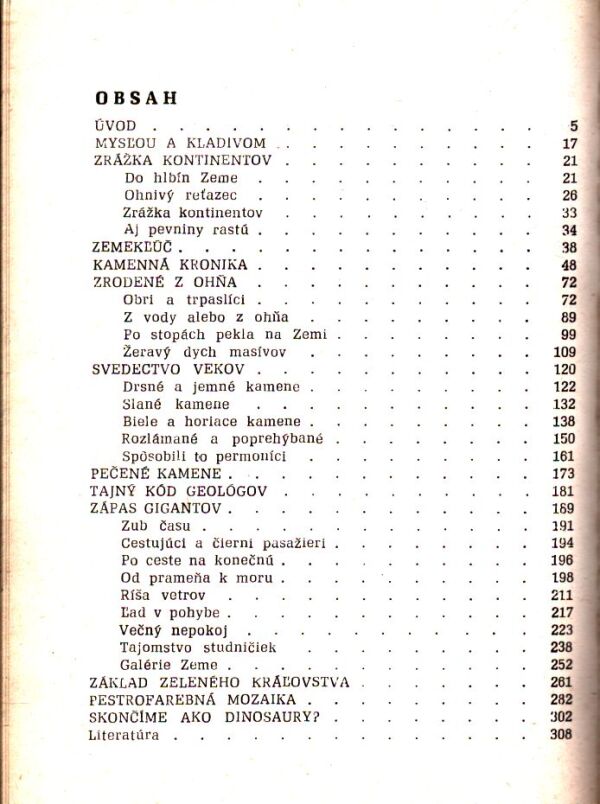 OBSAH
ÚVOD . . . . . . . . . . . . . . . 5
MYSĽOU A KLADIVOM . . . . . . . . . . 17
ZRÁŽKA KONTINENTOV . . . . . . . . . . 21
Do hlbín Zeme . . . . . . . . . . . 21
Ohnivý reťazec . . . . . . . . . . . 26
Zrážka kontinentov . . . . . . . . . . 33
Aj pevniny rastú . . . . . . . . . . . 34
ZEMEKĽÚČ . . . . . . . . . . . . . . 38
KAMENNÁ KRONIKA . . . . . . . . . . . 48
ZRODENÉ Z OHŇA . . . . . . . . . . . 72
Obri a trpaslíci . . . . . . . . . . . 72
Z vody alebo z ohňa . . . . . . . . . 89
Po stopách pekla na Zemi . . . . . . . . 99
Žeravý dych masívov . . . . . . . . . 109
SVEDECTVO VEKOV . . . . . . . . . . . 120
Drsné a jemné kamene . . . . . . . . . 122
Slané kamene . . . . . . . . . . . 132
Biele a horiace kamene . . . . . . . . . 138
Rozlámané a poprehýbané . . . . . . . . 150
Spôsobili to permoníci . . . . . . . . . 161
PEČENÉ KAMENE . . . . . . . . . . . . 173
TAJNÝ KÓD GEOLÓGOV . . . . . . . . . . 181
ZÁPAS GIGANTOV . . . . . . . . . . . . 189
Zub času . . . . . . . . . . . . . 191
Cestujúci a čierni pasažieri . . . . . . . . 194
Po ceste na konečnú . . . . . . . . . . 196
Od prameňa k moru . . . . . . . . . . 198
Ríša vetrov . . . . . . . . . . . . 211
Ľad v pohybe . . . . . . . . . . . . 217
Večný nepokoj . . . . . . . . . . . 223
Tajomstvo studničiek . . . . . . . . . 238
Galérie Zeme . . . . . . . . . . . . 252
ZÁKLAD ZELENÉHO KRÁĽOVSTVA . . . . . . . 261
PESTROFAREBNÁ MOZAIKA . . . . . . . . . 282
SKONČÍME AKO DINOSAURY? . . . . . . . . 302
Literatúra . . . . . . . . . . . . . . 308